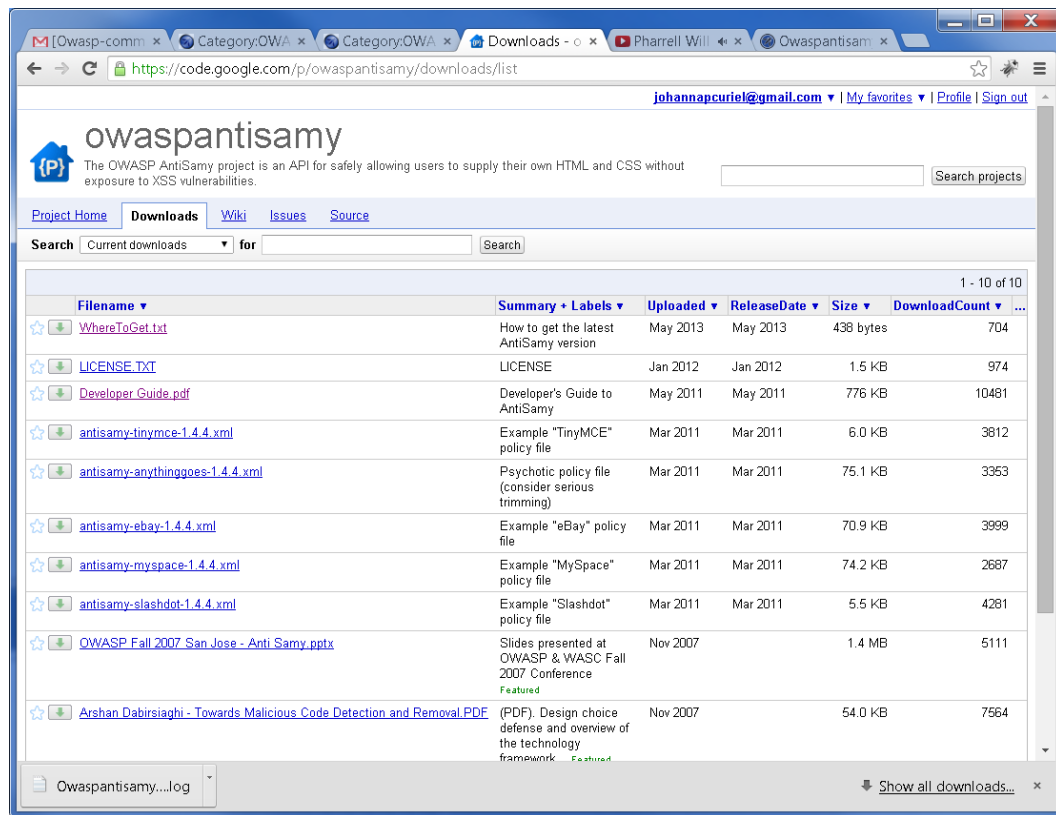 [Owasp-comm
Category:OWA
Category:OWA
Downloads - o
Pharrell Will
Owaspantisam
https://code.google.com/p/owaspantisamy/downloads/list
johannapcuriel@gmail.com ▼ | My favorites ▼ | Profile | Sign out
owaspantisamy
{P}
The OWASP AntiSamy project is an API for safely allowing users to supply their own HTML and CSS without
exposure to XSS vulnerabilities.
Search projects
Project Home Downloads Wiki Issues Source
Search Current downloads ▼ for Search
1 - 10 of 10
Filename ▼ Summary + Labels ▼ Uploaded ▼ ReleaseDate ▼ Size ▼ DownloadCount ▼ ...
WhereToGet.txt How to get the latest May 2013 May 2013 438 bytes 704
AntiSamy version
LICENSE.TXT LICENSE Jan 2012 Jan 2012 1.5 KB 974
Developer Guide.pdf Developer's Guide to May 2011 May 2011 776 KB 10481
AntiSamy
antisamy-tinymce-1.4.4.xml Example "TinyMCE" Mar 2011 Mar 2011 6.0 KB 3812
policy file
antisamy-anythinggoes-1.4.4.xml Psychotic policy file Mar 2011 Mar 2011 75.1 KB 3353
(consider serious
trimming)
antisamy-ebay-1.4.4.xml Example "eBay" policy Mar 2011 Mar 2011 70.9 KB 3999
file
antisamy-myspace-1.4.4.xml Example "MySpace" Mar 2011 Mar 2011 74.2 KB 2687
policy file
antisamy-slashdot-1.4.4.xml Example "Slashdot" Mar 2011 Mar 2011 5.5 KB 4281
policy file
OWASP Fall 2007 San Jose - Anti Samy.pptx Slides presented at Nov 2007 1.4 MB 5111
OWASP & WASC Fall
2007 Conference
Featured
Arshan Dabirsiaghi - Towards Malicious Code Detection and Removal.PDF (PDF). Design choice Nov 2007 54.0 KB 7564
defense and overview of
the technology
framework. Featured
Owaspantisamy....log Show all downloads...